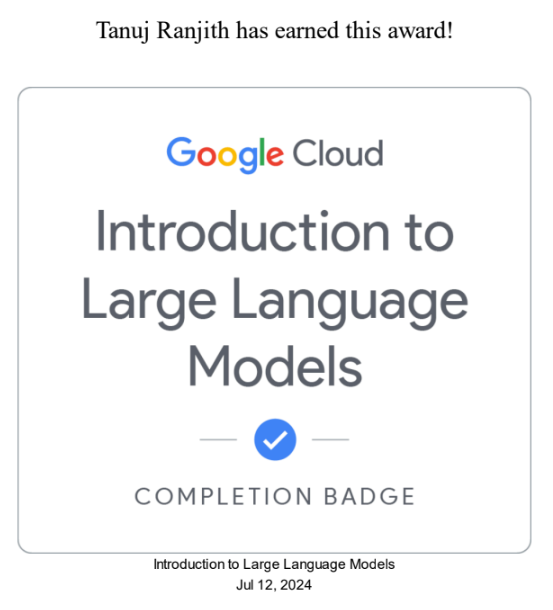 Tanuj Ranjith has earned this award!
Google Cloud
Introduction to
Large Language
Models
COMPLETION BADGE
Introduction to Large Language Models
Jul 12, 2024